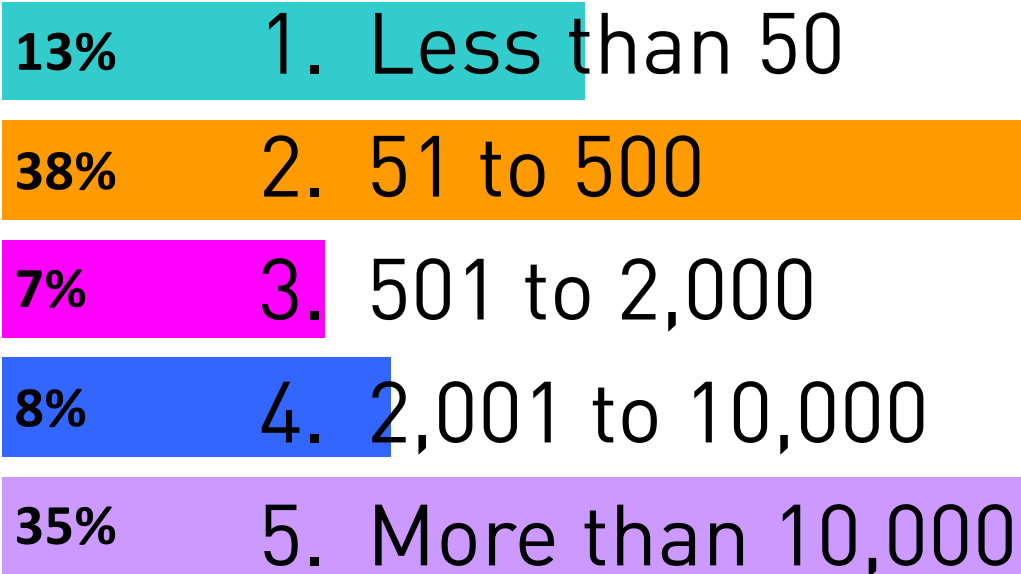 13% 1. Less than 50
38% 2. 51 to 500
7% 3. 501 to 2,000
8% 4. 2,001 to 10,000
35% 5. More than 10,000